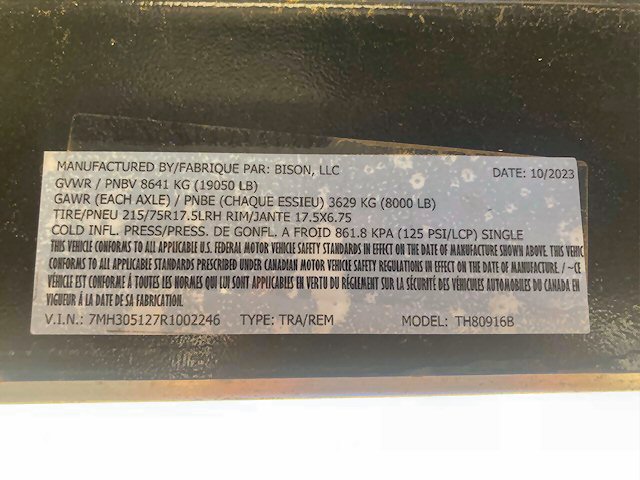 MANUFACTURED BY/FABRIQUE PAR: BISON, LLC DATE: 10/2023
GVWR / PNBV 8641 KG (19050 LB)
GAWR (EACH AXLE) / PNBE (CHAQUE ESSIEU) 3629 KG (8000 LB)
TIRE/PNEU 215/75R17.5LRH RIM/JANTE 17.5X6.75
COLD INFL. PRESS/PRESS. DE GONFL. A FROID 861.8 KPA (125 PSI/LCP) SINGLE
THIS VEHICLE CONFORMS TO ALL APPLICABLE U.S. FEDERAL MOTOR VEHICLE SAFETY STANDARDS IN EFFECT ON THE DATE OF MANUFACTURE SHOWN ABOVE. THIS VEHIC
CONFORMS TO ALL APPLICABLE STANDARDS PRESCRIBED UNDER CANADIAN MOTOR VEHICLE SAFETY REGULATIONS IN EFFECT ON THE DATE OF MANUFACTURE. / ~CE
VÉHICLE EST CONFORME À TOUTES LES NORMES QUI LUI SONT APPLICABLES EN VERTU DU RÉGLEMENT SUR LA SÉCURITÉ DES VÉHICULES AUTOMOBILES DU CANADA EN
VIGUEUR À LA DATE DE SA FABRICATION.
V.I.N.: 7MH305127R1002246 TYPE: TRA/REM MODEL: TH80916B